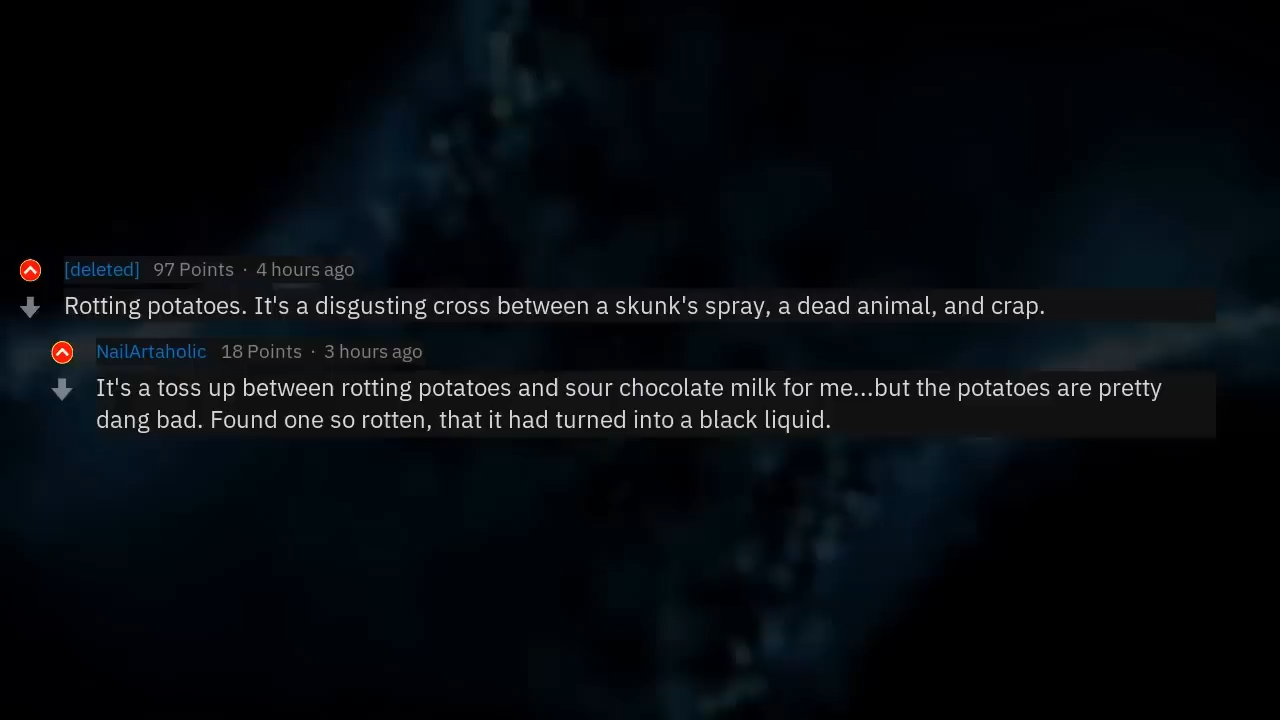 [deleted] 97 Points · 4 hours ago
Rotting potatoes. It's a disgusting cross between a skunk's spray, a dead animal, and crap.
NailArtaholic 18 Points · 3 hours ago
It's a toss up between rotting potatoes and sour chocolate milk for me...but the potatoes are pretty
dang bad. Found one so rotten, that it had turned into a black liquid.